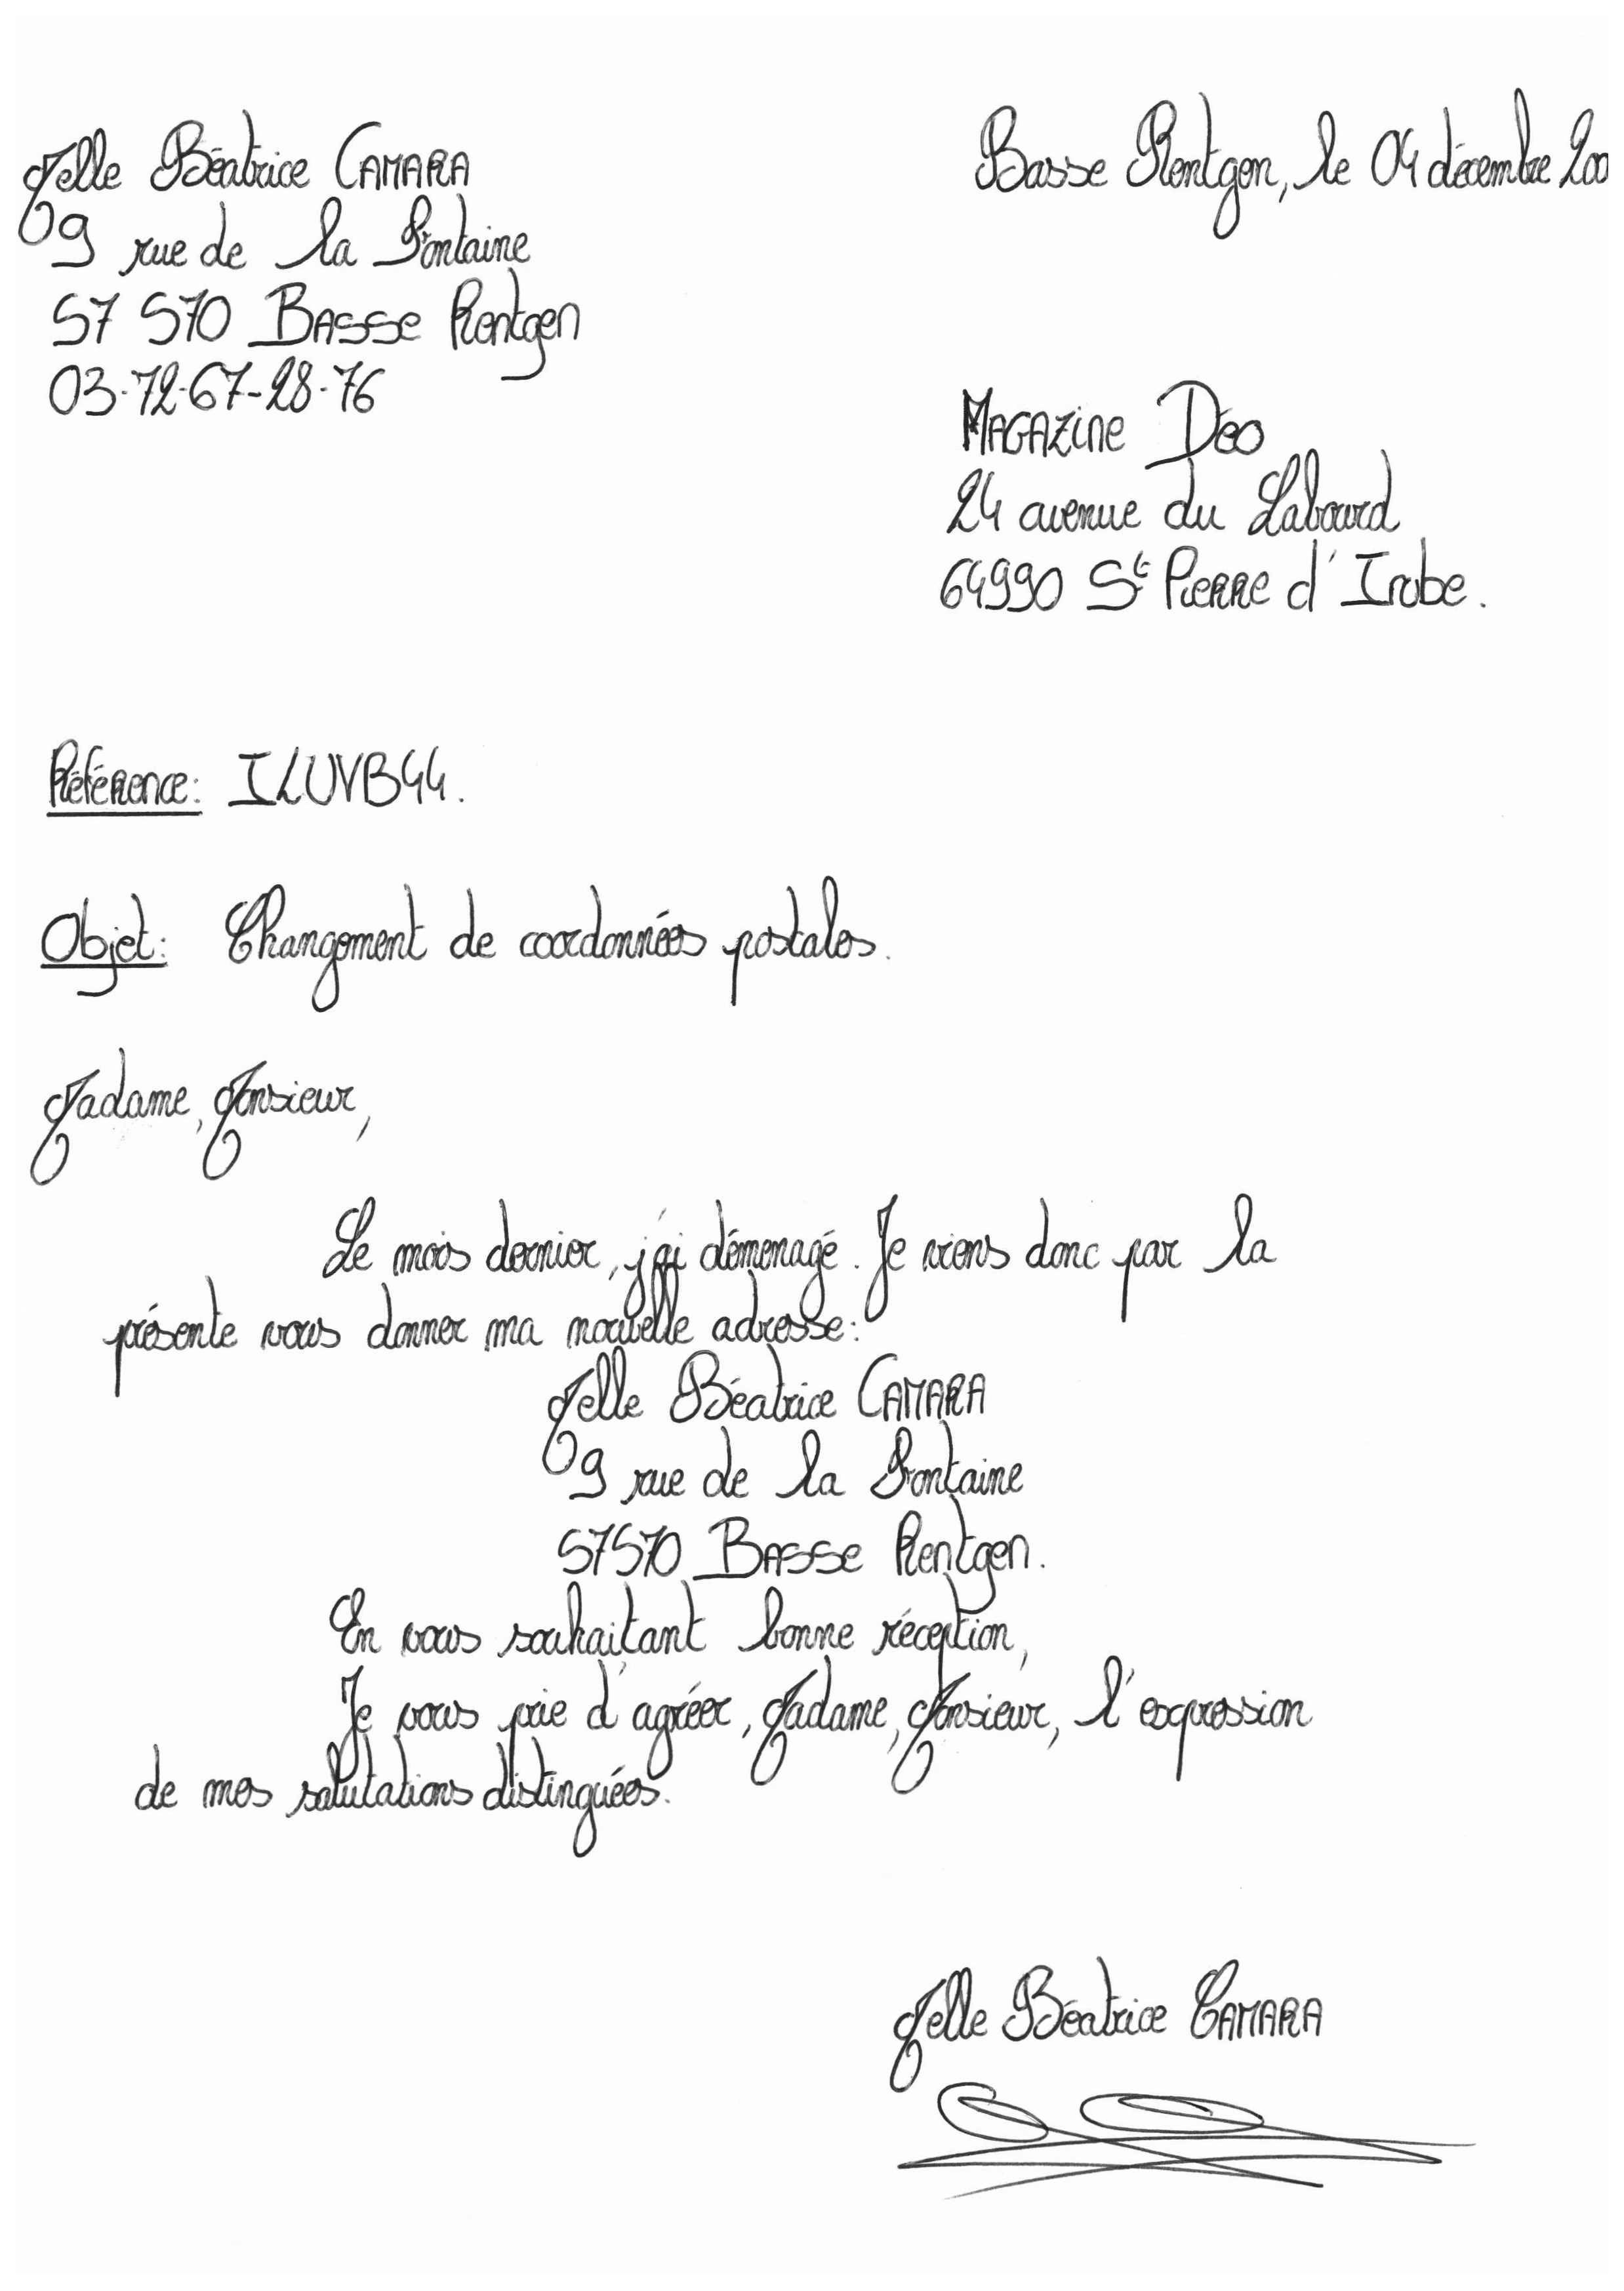 Melle Béatrice CAMARA
9 rue de la Fontaine
57 570 BASSE Rentgen
03-72-67-28-76
Basse Rentgen, le 04 décembre 200
MAGAZINE Déo
24 avenue du Labourd
64990 St PIERRE d'Irube.
Référence: ILUVB44.
Objet: Changement de coordonnées postales.
Madame, Monsieur,
Le mois dernier, j'ai déménagé. Je viens donc par la
présente vous donner ma nouvelle adresse:
Melle Béatrice CAMARA
9 rue de la Fontaine
57570 BASSE Rentgen.
En vous souhaitant bonne réception,
Je vous prie d'agréer, Madame, Monsieur, l'expression
de mes salutations distinguées.
Melle Béatrice CAMARA